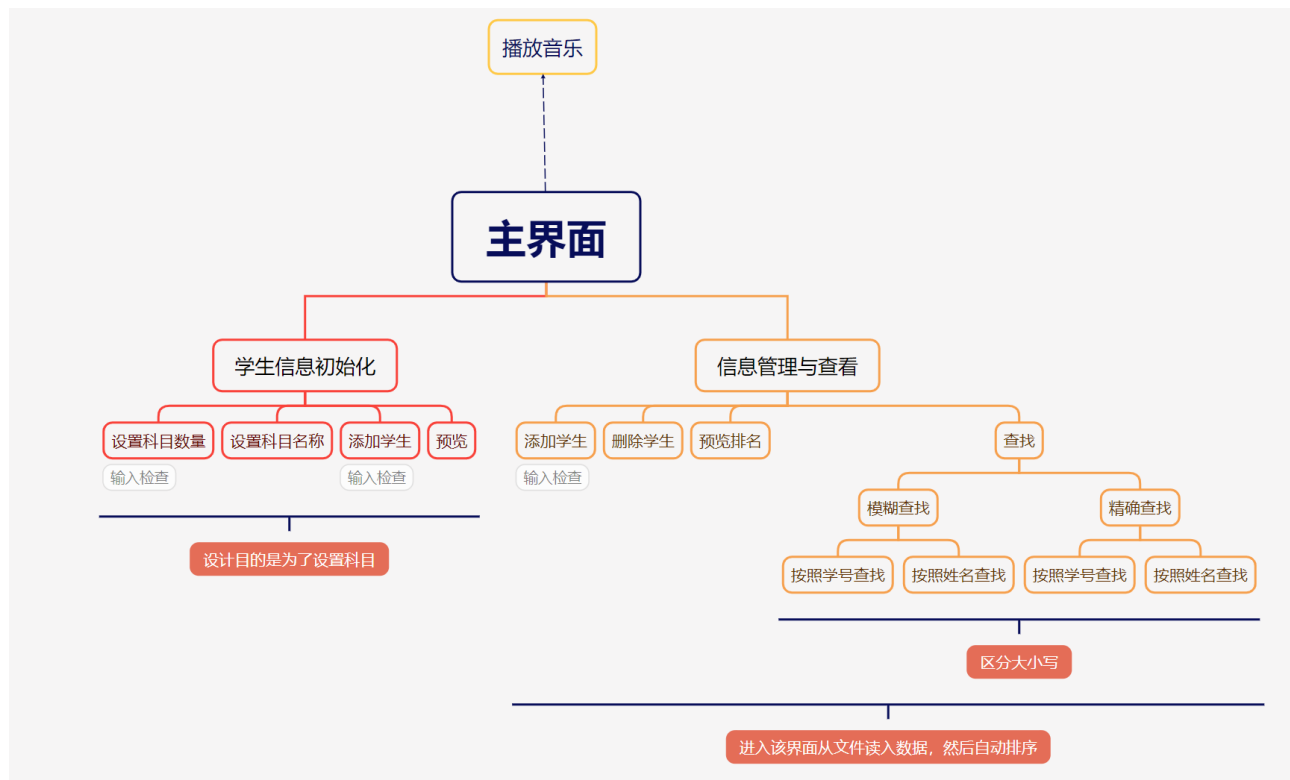 播放音乐
主界面
学生信息初始化
信息管理与查看
设置科目数量
设置科目名称
添加学生
预览
添加学生
删除学生
预览排名
查找
输入检查
输入检查
输入检查
模糊查找
精确查找
设计目的是为了设置科目
按照学号查找
按照姓名查找
按照学号查找
按照姓名查找
区分大小写
进入该界面从文件读入数据，然后自动排序